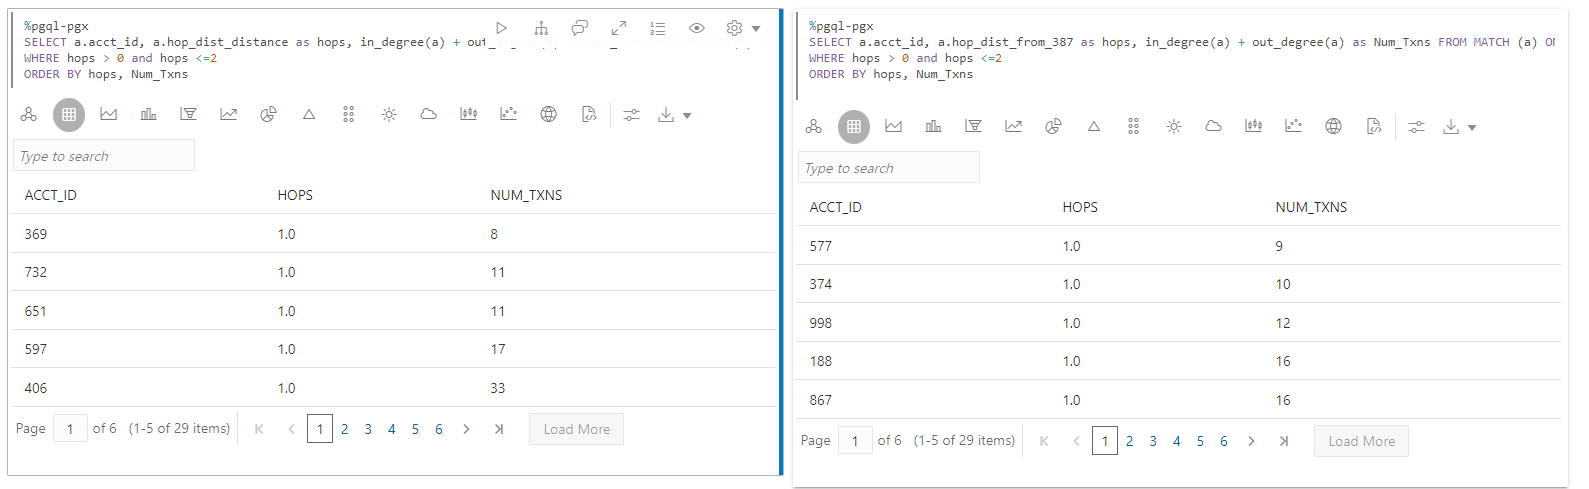 %pgql-pgx
SELECT a.acct_id, a.hop_dist_distance as hops, in_degree(a) + out
WHERE hops > 0 and hops <=2
ORDER BY hops, Num_Txns
Type to search
ACCT_ID HOPS NUM_TXNS
369 1.0 8
732 1.0 11
651 1.0 11
597 1.0 17
406 1.0 33
Page 1 of 6 (1-5 of 29 items) 1 2 3 4 5 6 Load More
%pgql-pgx
SELECT a.acct_id, a.hop_dist_from_387 as hops, in_degree(a) + out_degree(a) as Num_Txns FROM MATCH (a) ON
WHERE hops > 0 and hops <=2
ORDER BY hops, Num_Txns
Type to search
ACCT_ID HOPS NUM_TXNS
577 1.0 9
374 1.0 10
998 1.0 12
188 1.0 16
867 1.0 16
Page 1 of 6 (1-5 of 29 items) 1 2 3 4 5 6 Load More